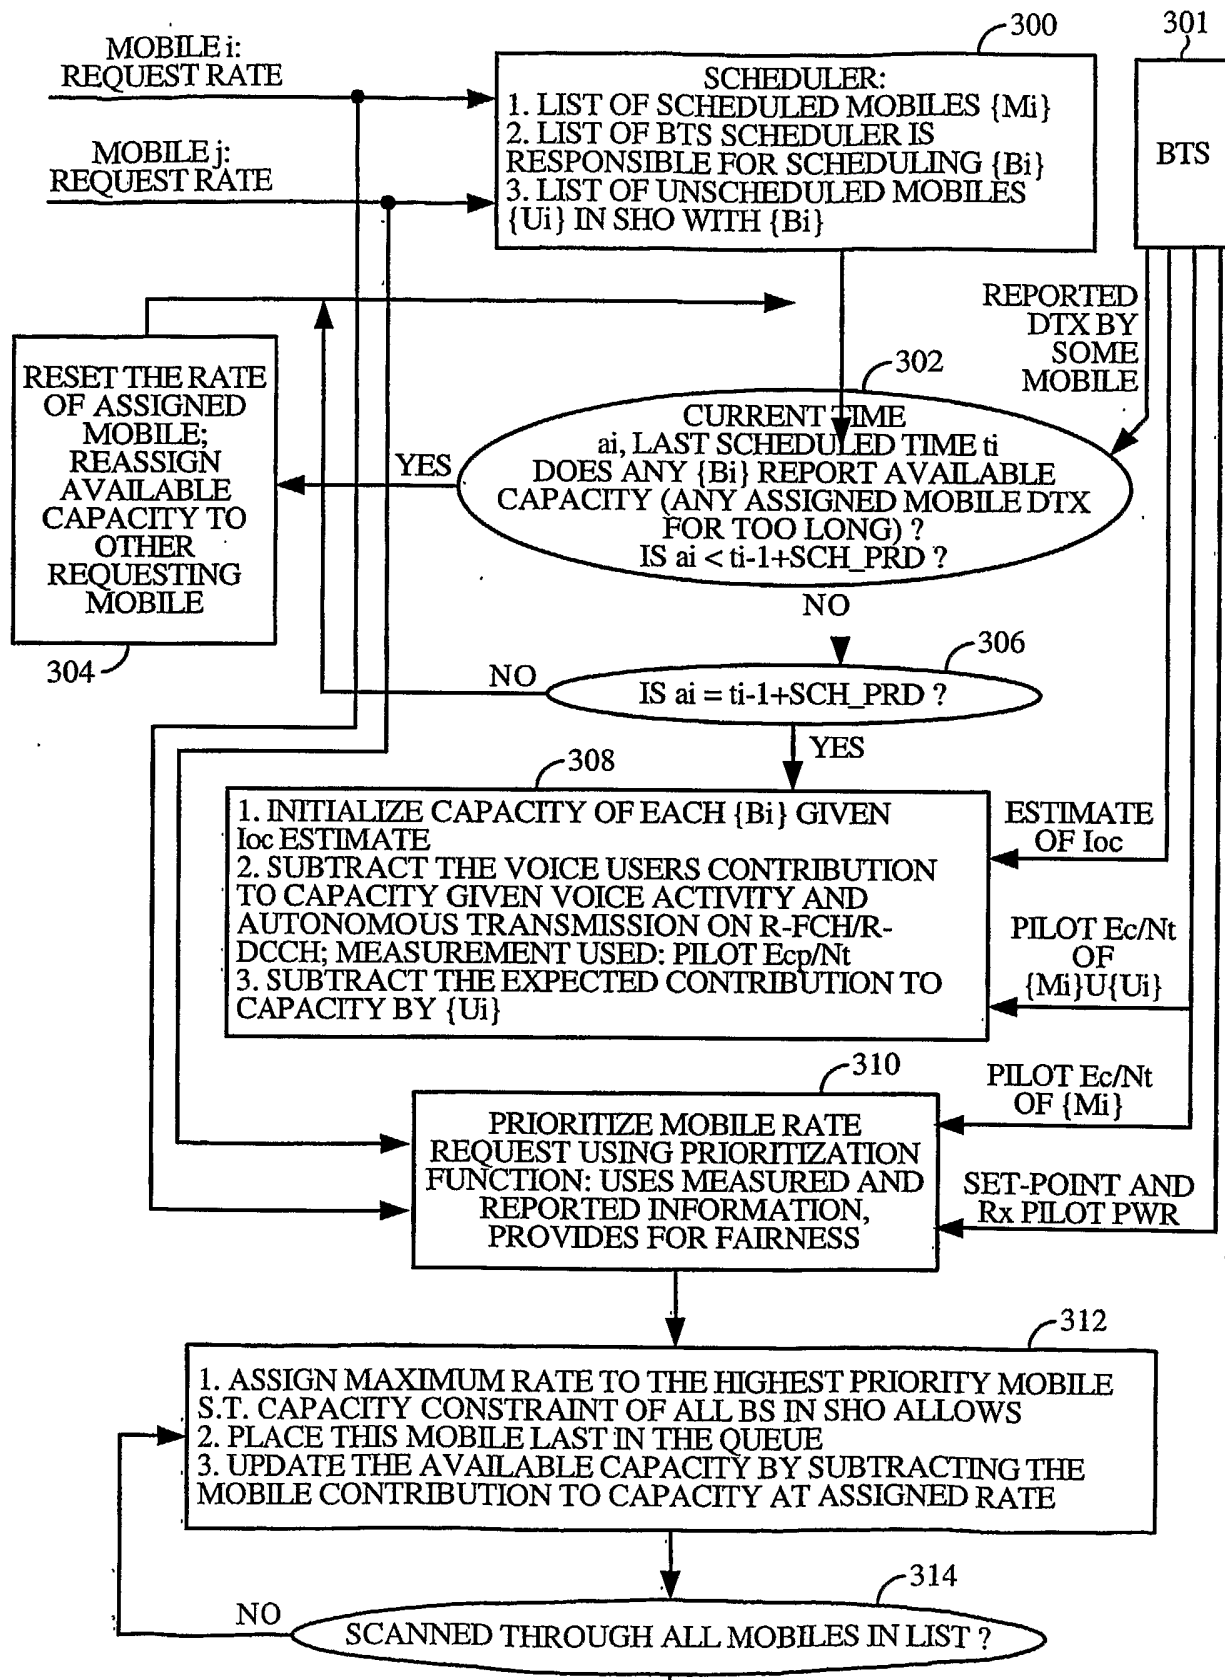 300
301
MOBILE i:
REQUEST RATE
MOBILE j:
REQUEST RATE
SCHEDULER:
1. LIST OF SCHEDULED MOBILES {Mi}
2. LIST OF BTS SCHEDULER IS
RESPONSIBLE FOR SCHEDULING {Bi}
3. LIST OF UNSCHEDULED MOBILES
{Ui} IN SHO WITH {Bi}
BTS
REPORTED
DTX BY
SOME
MOBILE
RESET THE RATE
OF ASSIGNED
MOBILE;
REASSIGN
AVAILABLE
CAPACITY TO
OTHER
REQUESTING
MOBILE
304
YES
302
CURRENT TIME
ai, LAST SCHEDULED TIME ti
DOES ANY {Bi} REPORT AVAILABLE
CAPACITY (ANY ASSIGNED MOBILE DTX
FOR TOO LONG) ?
IS ai < ti-1+SCH_PRD ?
NO
306
NO
IS ai = ti-1+SCH_PRD ?
YES
308
1. INITIALIZE CAPACITY OF EACH {Bi} GIVEN
Ioc ESTIMATE
2. SUBTRACT THE VOICE USERS CONTRIBUTION
TO CAPACITY GIVEN VOICE ACTIVITY AND
AUTONOMOUS TRANSMISSION ON R-FCH/R-
DCCH; MEASUREMENT USED: PILOT Ecp/Nt
3. SUBTRACT THE EXPECTED CONTRIBUTION TO
CAPACITY BY {Ui}
ESTIMATE
OF Ioc
PILOT Ec/Nt
OF
{Mi}U{Ui}
310
PRIORITIZE MOBILE RATE
REQUEST USING PRIORITIZATION
FUNCTION: USES MEASURED AND
REPORTED INFORMATION,
PROVIDES FOR FAIRNESS
PILOT Ec/Nt
OF {Mi}
SET-POINT AND
Rx PILOT PWR
312
1. ASSIGN MAXIMUM RATE TO THE HIGHEST PRIORITY MOBILE
S.T. CAPACITY CONSTRAINT OF ALL BS IN SHO ALLOWS
2. PLACE THIS MOBILE LAST IN THE QUEUE
3. UPDATE THE AVAILABLE CAPACITY BY SUBTRACTING THE
MOBILE CONTRIBUTION TO CAPACITY AT ASSIGNED RATE
314
NO
SCANNED THROUGH ALL MOBILES IN LIST ?